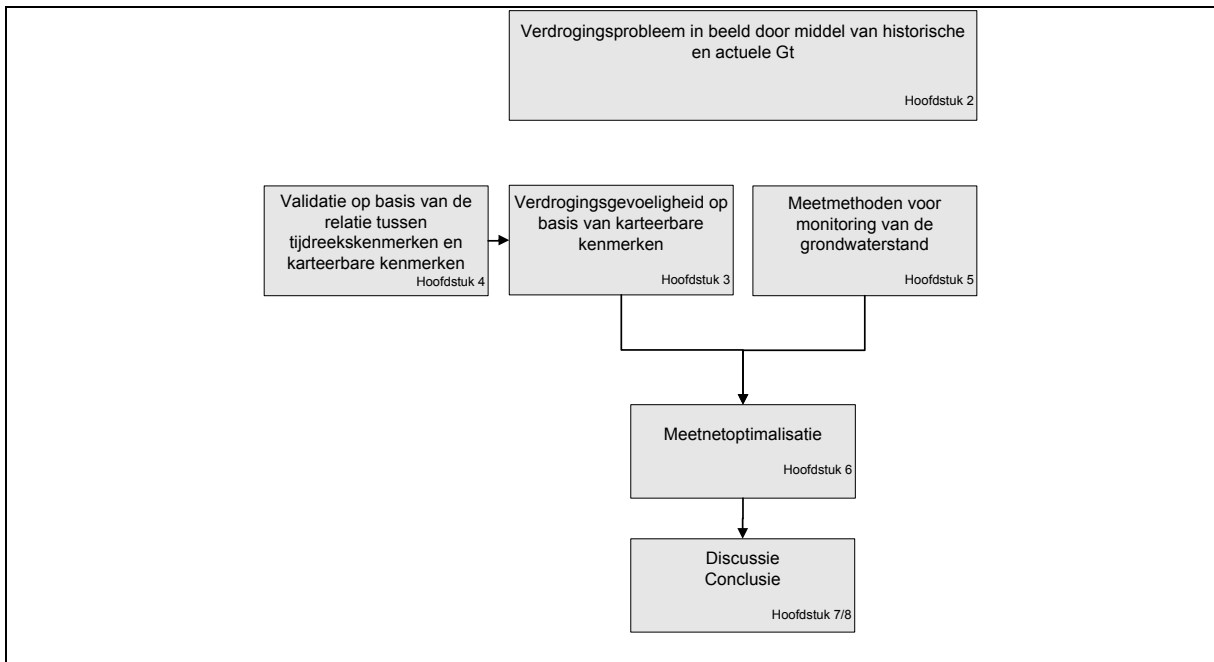 Verdrogingsprobleem in beeld door middel van historische
en actuele Gt
Hoofdstuk 2
Validatie op basis van de
relatie tussen
tijdreekskenmerken en
karteerbare kenmerken
Hoofdstuk 4
Verdrogingsgevoeligheid op
basis van karteerbare
kenmerken
Hoofdstuk 3
Meetmethoden voor
monitoring van de
grondwaterstand
Hoofdstuk 5
Meetnetoptimalisatie
Hoofdstuk 6
Discussie
Conclusie
Hoofdstuk 7/8